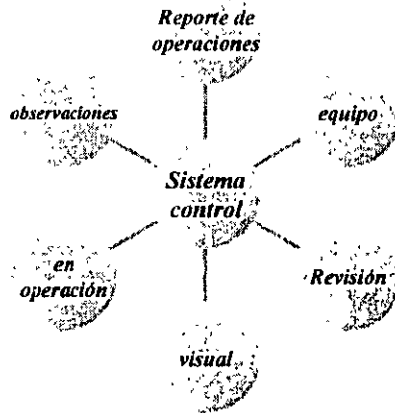 Reporte de
operaciones
observaciones
equipo
Sistema
control
en
operación
Revisión
visual